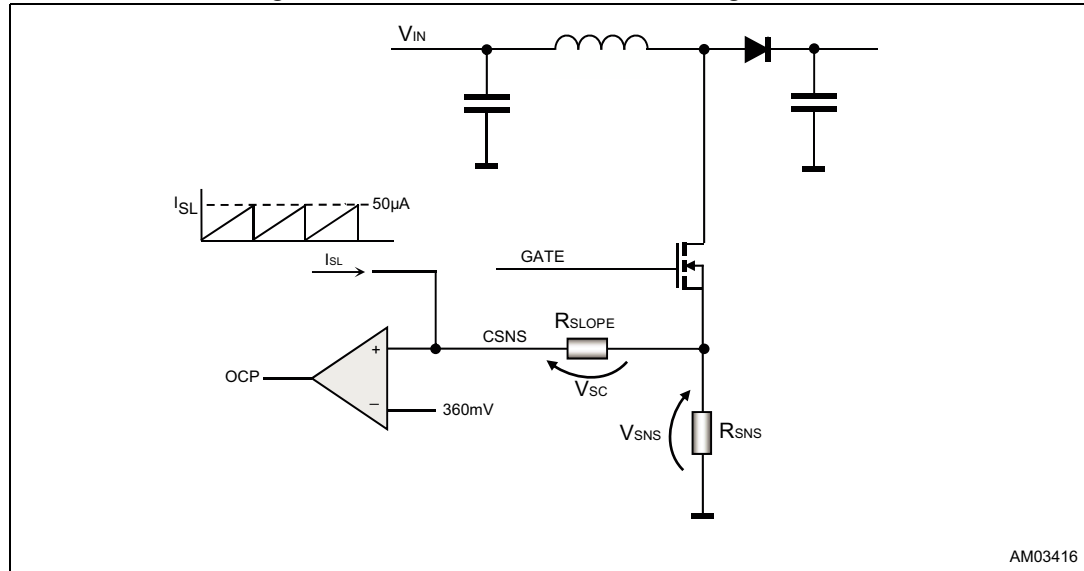 VIN
ISL
50µA
ISL
GATE
RSLOPE
CSNS
+
OCP
VSC
−
360mV
VSNS
RSNS
AM03416